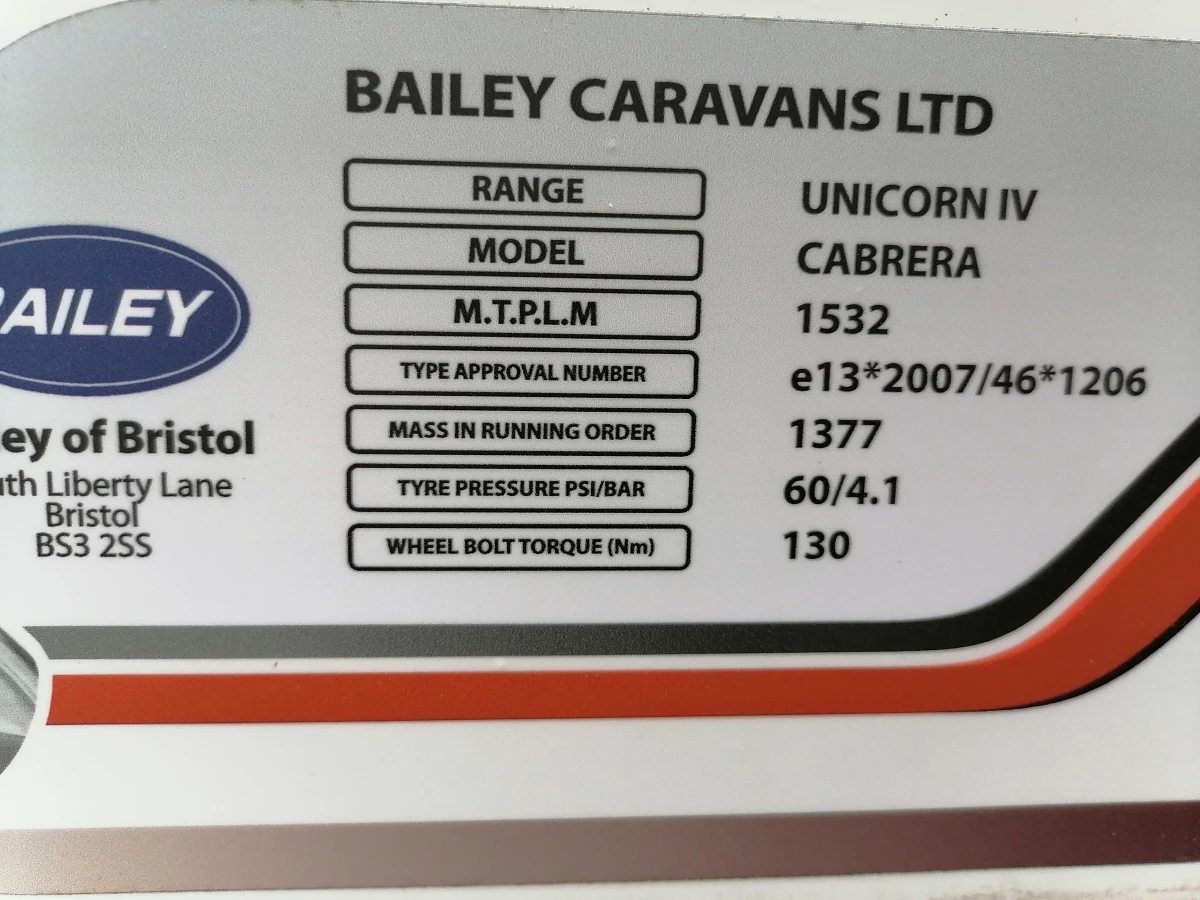 BAILEY CARAVANS LTD
RANGE UNICORN IV
MODEL CABRERA
M.T.P.L.M 1532
TYPE APPROVAL NUMBER e13*2007/46*1206
MASS IN RUNNING ORDER 1377
TYRE PRESSURE PSI/BAR 60/4.1
WHEEL BOLT TORQUE (Nm) 130
BAILEY
ley of Bristol
uth Liberty Lane
Bristol
BS3 2SS